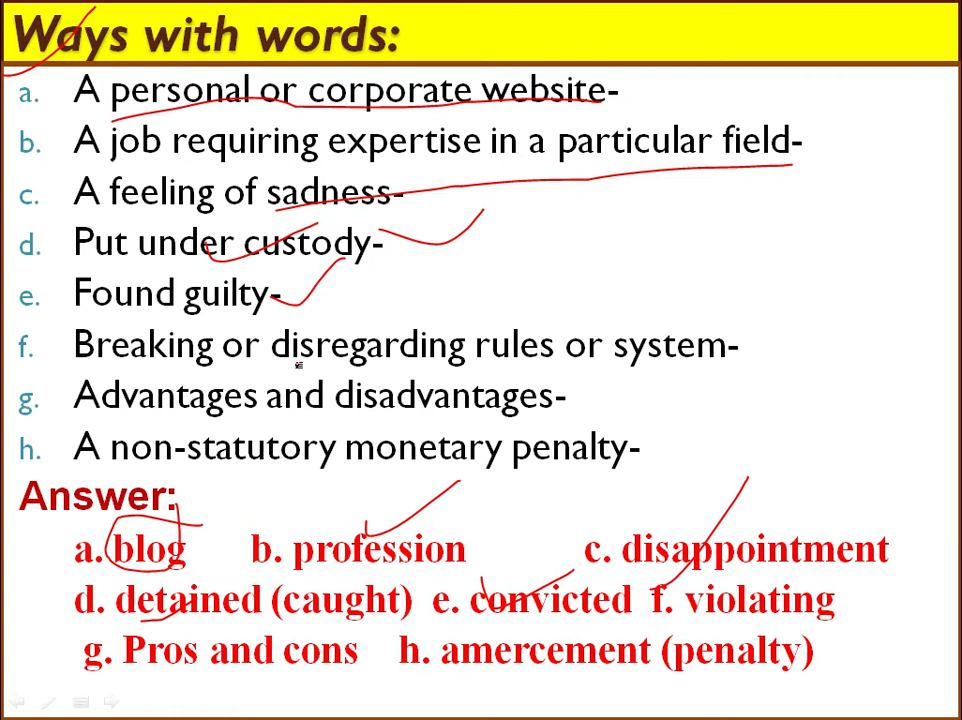 Ways with words:
a. A personal or corporate website-
b. A job requiring expertise in a particular field-
c. A feeling of sadness-
d. Put under custody-
e. Found guilty-
f. Breaking or disregarding rules or system-
g. Advantages and disadvantages-
h. A non-statutory monetary penalty-
Answer:
a. blog b. profession c. disappointment
d. detained (caught) e. convicted f. violating
g. Pros and cons h. amercement (penalty)